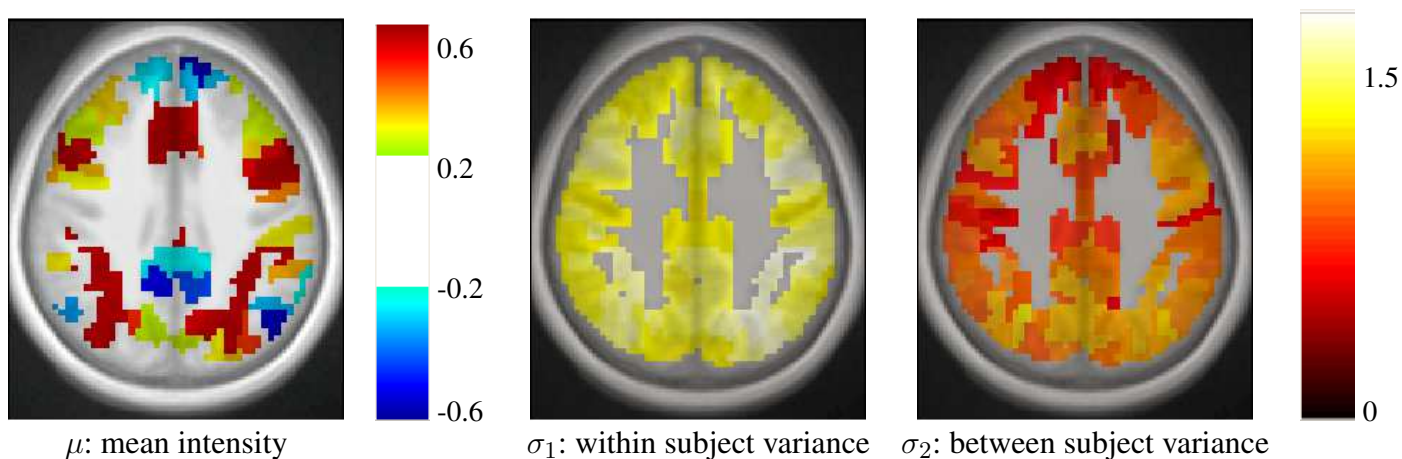 0.6
0.2
-0.2
-0.6
1.5
0
μ: mean intensity
σ₁: within subject variance
σ₂: between subject variance